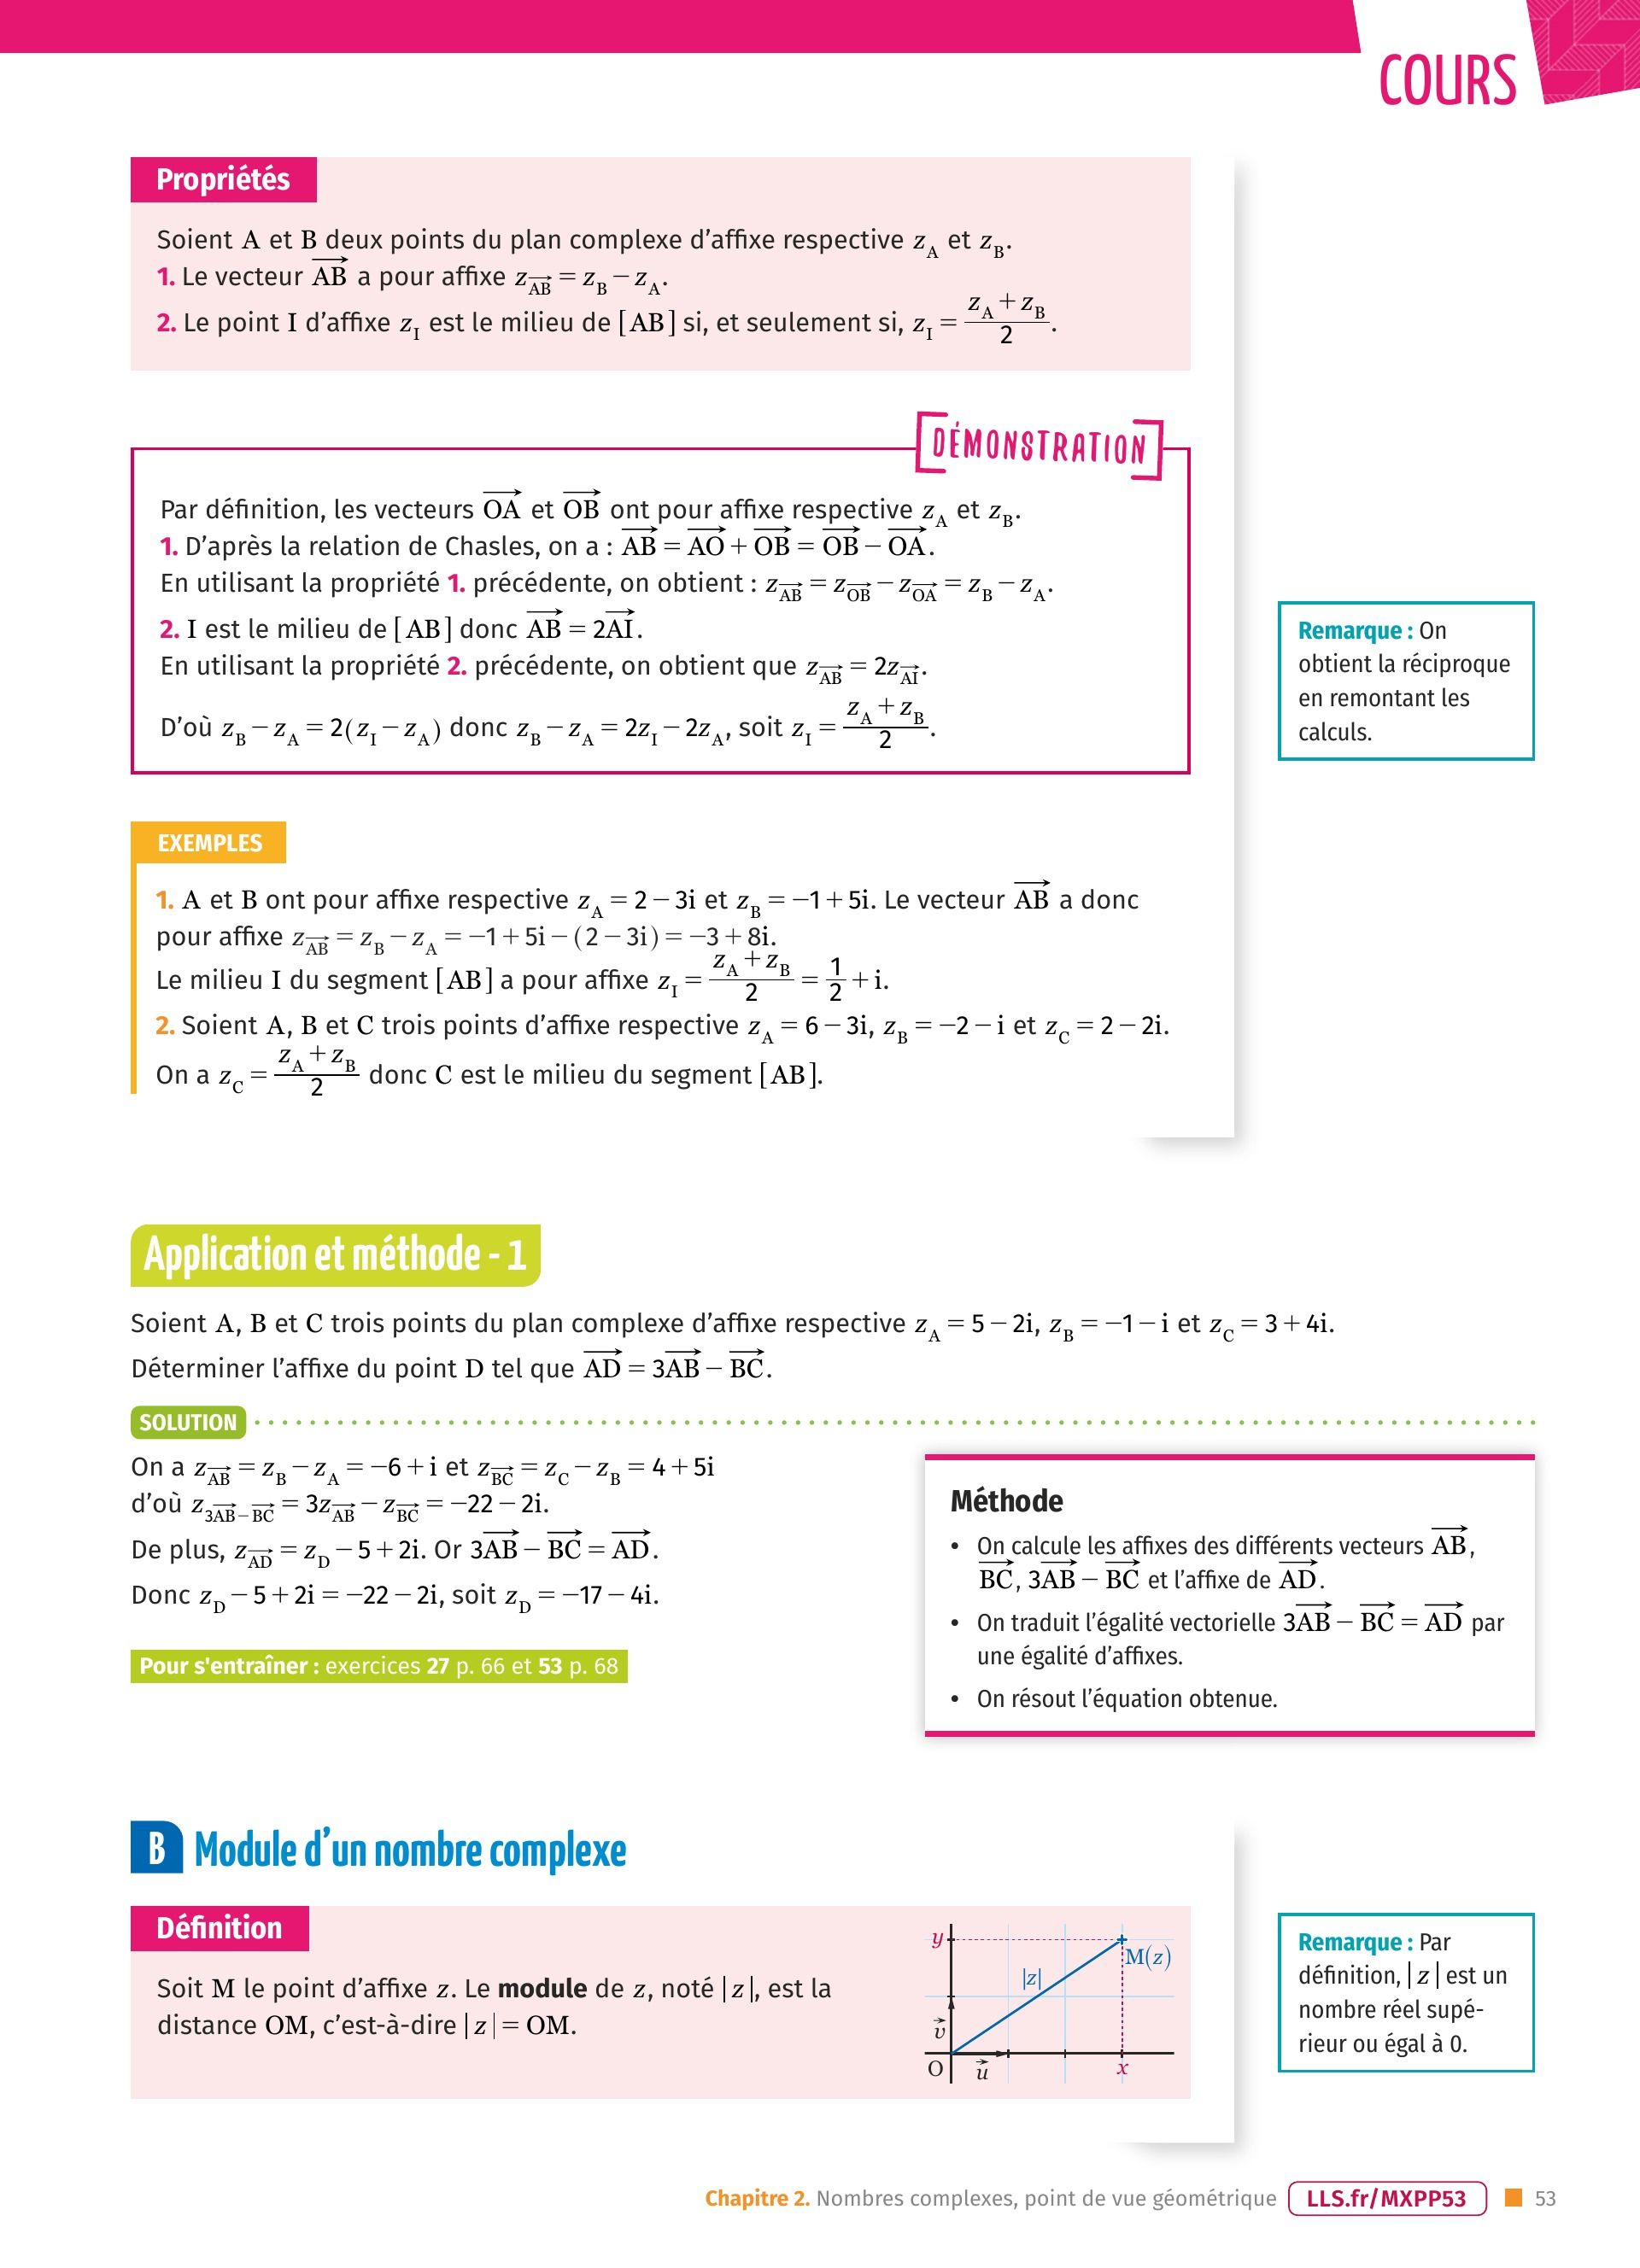 COURS
Propriétés
Soient A et B deux points du plan complexe d’affixe respective z_A et z_B.
1. Le vecteur \overrightarrow{AB} a pour affixe z_{\overrightarrow{AB}} = z_B − z_A.
2. Le point I d’affixe z_I est le milieu de [AB] si, et seulement si, z_I = \frac{z_A + z_B}{2}.
DÉMONSTRATION
Par définition, les vecteurs \overrightarrow{OA} et \overrightarrow{OB} ont pour affixe respective z_A et z_B.
1. D’après la relation de Chasles, on a : \overrightarrow{AB} = \overrightarrow{AO} + \overrightarrow{OB} = \overrightarrow{OB} − \overrightarrow{OA}.
En utilisant la propriété 1. précédente, on obtient : z_{\overrightarrow{AB}} = z_{\overrightarrow{OB}} − z_{\overrightarrow{OA}} = z_B − z_A.
2. I est le milieu de [AB] donc \overrightarrow{AB} = 2\overrightarrow{AI}.
En utilisant la propriété 2. précédente, on obtient que z_{\overrightarrow{AB}} = 2z_{\overrightarrow{AI}}.
D’où z_B − z_A = 2(z_I − z_A) donc z_B − z_A = 2z_I − 2z_A, soit z_I = \frac{z_A + z_B}{2}.
Remarque : On
obtient la réciproque
en remontant les
calculs.
EXEMPLES
1. A et B ont pour affixe respective z_A = 2 − 3i et z_B = −1 + 5i. Le vecteur \overrightarrow{AB} a donc
pour affixe z_{\overrightarrow{AB}} = z_B − z_A = −1 + 5i − (2 − 3i) = −3 + 8i.
Le milieu I du segment [AB] a pour affixe z_I = \frac{z_A + z_B}{2} = \frac{1}{2} + i.
2. Soient A, B et C trois points d’affixe respective z_A = 6 − 3i, z_B = −2 − i et z_C = 2 − 2i.
On a z_C = \frac{z_A + z_B}{2} donc C est le milieu du segment [AB].
Application et méthode - 1
Soient A, B et C trois points du plan complexe d’affixe respective z_A = 5 − 2i, z_B = −1 − i et z_C = 3 + 4i.
Déterminer l’affixe du point D tel que \overrightarrow{AD} = 3\overrightarrow{AB} − \overrightarrow{BC}.
SOLUTION
On a z_{\overrightarrow{AB}} = z_B − z_A = −6 + i et z_{\overrightarrow{BC}} = z_C − z_B = 4 + 5i
d’où z_{3\overrightarrow{AB} − \overrightarrow{BC}} = 3z_{\overrightarrow{AB}} − z_{\overrightarrow{BC}} = −22 − 2i.
De plus, z_{\overrightarrow{AD}} = z_D − 5 + 2i. Or 3\overrightarrow{AB} − \overrightarrow{BC} = \overrightarrow{AD}.
Donc z_D − 5 + 2i = −22 − 2i, soit z_D = −17 − 4i.
Pour s'entraîner : exercices 27 p. 66 et 53 p. 68
Méthode
• On calcule les affixes des différents vecteurs \overrightarrow{AB},
\overrightarrow{BC}, 3\overrightarrow{AB} − \overrightarrow{BC} et l’affixe de \overrightarrow{AD}.
• On traduit l’égalité vectorielle 3\overrightarrow{AB} − \overrightarrow{BC} = \overrightarrow{AD} par
une égalité d’affixes.
• On résout l’équation obtenue.
B Module d’un nombre complexe
Définition
Soit M le point d’affixe z. Le module de z, noté |z|, est la
distance OM, c’est-à-dire |z| = OM.
y
M(z)
|z|
\vec{v}
O
\vec{u}
x
Remarque : Par
définition, |z| est un
nombre réel supé-
rieur ou égal à 0.
Chapitre 2. Nombres complexes, point de vue géométrique LLS.fr/MXPP53 53